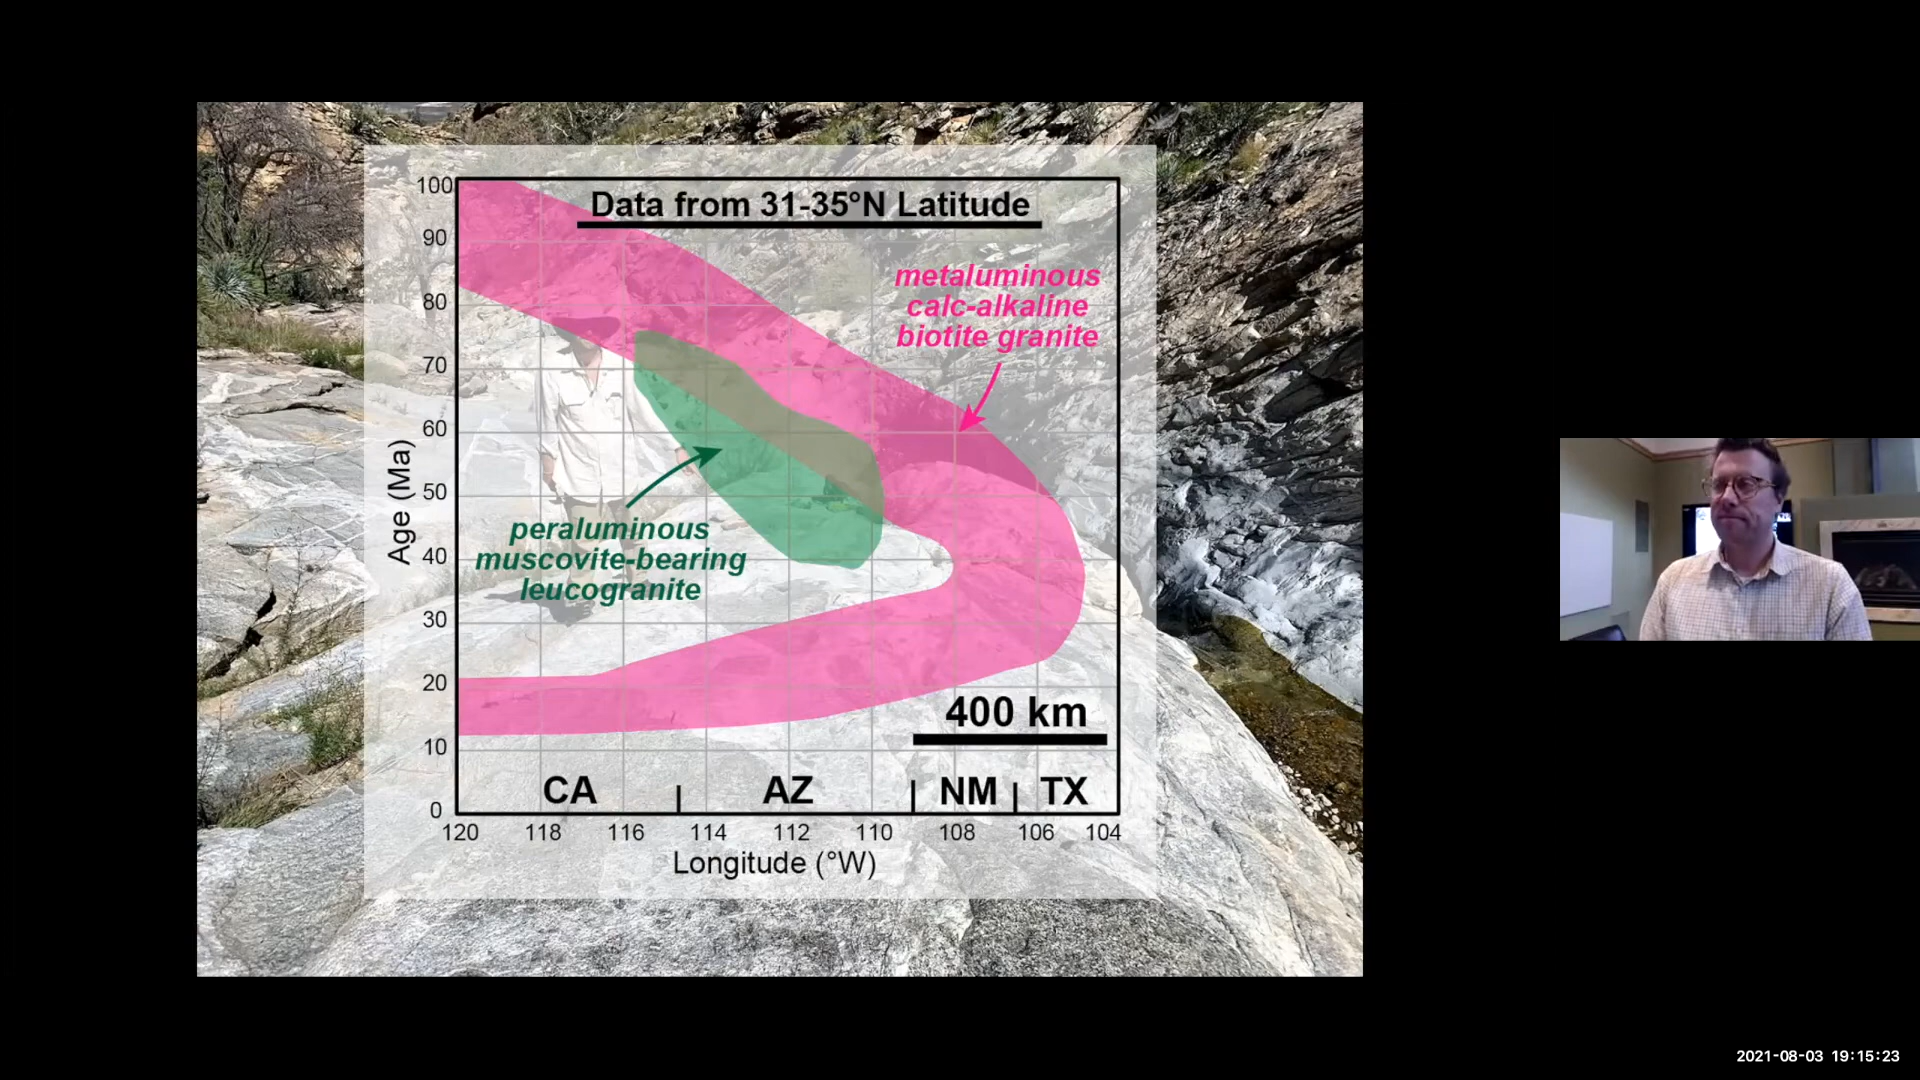 Data from 31-35°N Latitude
metaluminous
calc-alkaline
biotite granite
peraluminous
muscovite-bearing
leucogranite
Age (Ma)
100
90
80
70
60
50
40
30
20
10
0
400 km
CA
AZ
NM
TX
120 118 116 114 112 110 108 106 104
Longitude (°W)
2021-08-03 19:15:23